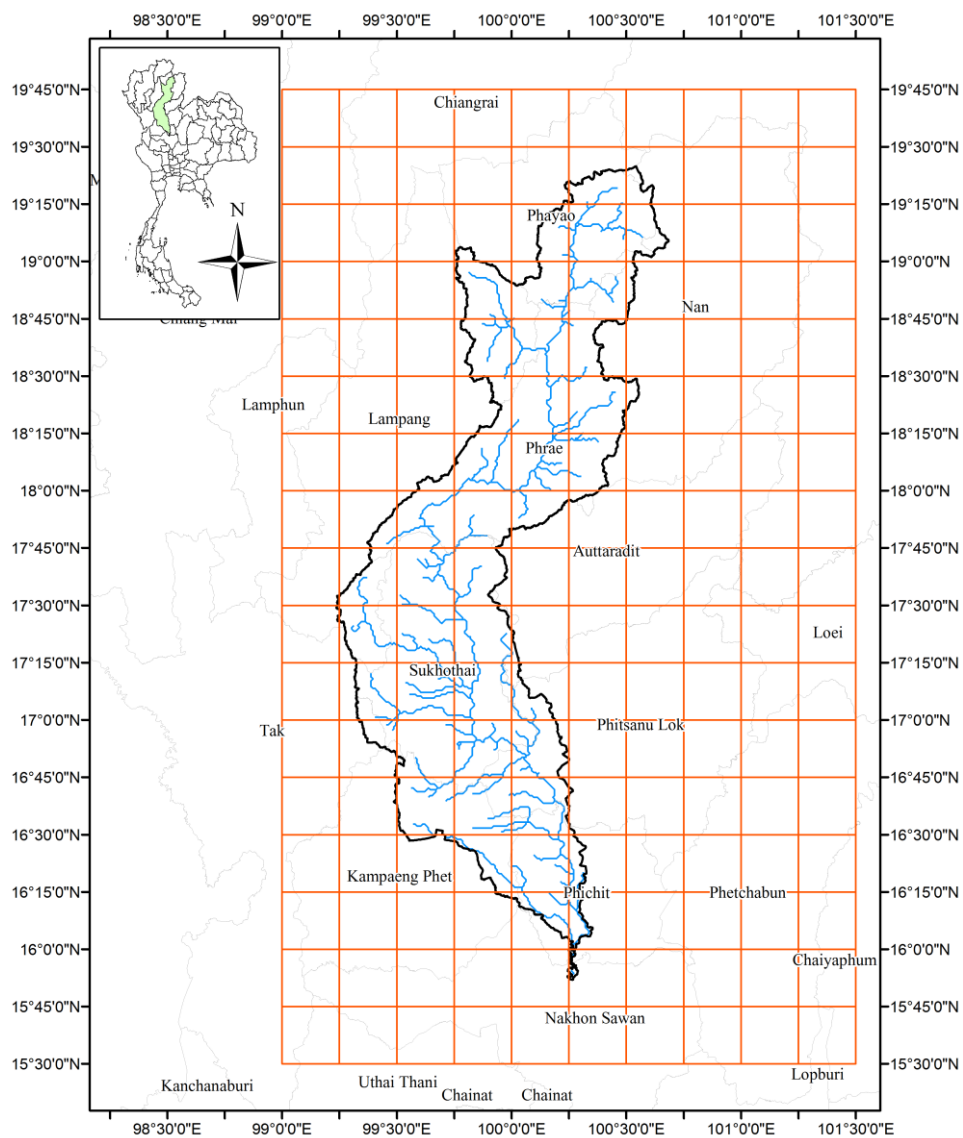 98°30'0"E 99°0'0"E 99°30'0"E 100°0'0"E 100°30'0"E 101°0'0"E 101°30'0"E
19°45'0"N 19°45'0"N
Chiangrai
19°30'0"N 19°30'0"N
N
19°15'0"N 19°15'0"N
Phayao
19°0'0"N 19°0'0"N
Nan
18°45'0"N 18°45'0"N
Chiang Mai
18°30'0"N 18°30'0"N
Lamphun
Lampang
18°15'0"N 18°15'0"N
Phrae
18°0'0"N 18°0'0"N
17°45'0"N 17°45'0"N
Auttaradit
17°30'0"N 17°30'0"N
Loei
17°15'0"N 17°15'0"N
Sukhothai
17°0'0"N 17°0'0"N
Tak
Phitsanu Lok
16°45'0"N 16°45'0"N
16°30'0"N 16°30'0"N
Kampaeng Phet
16°15'0"N 16°15'0"N
Phichit
Phetchabun
16°0'0"N 16°0'0"N
Chaiyaphum
15°45'0"N 15°45'0"N
Nakhon Sawan
15°30'0"N 15°30'0"N
Lopburi
Kanchanaburi
Uthai Thani
Chainat Chainat
98°30'0"E 99°0'0"E 99°30'0"E 100°0'0"E 100°30'0"E 101°0'0"E 101°30'0"E